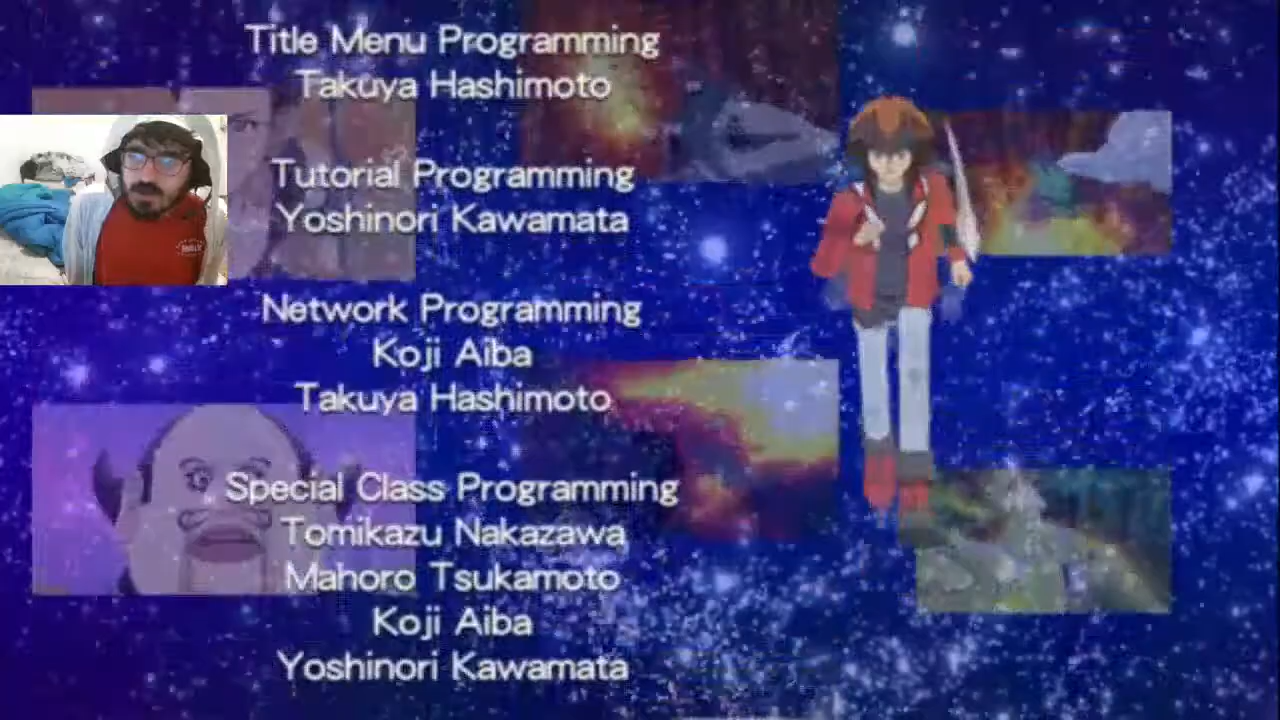 Title Menu Programming
Takuya Hashimoto
Tutorial Programming
Yoshinori Kawamata
Network Programming
Koji Aiba
Takuya Hashimoto
Special Class Programming
Tomikazu Nakazawa
Mahoro Tsukamoto
Koji Aiba
Yoshinori Kawamata